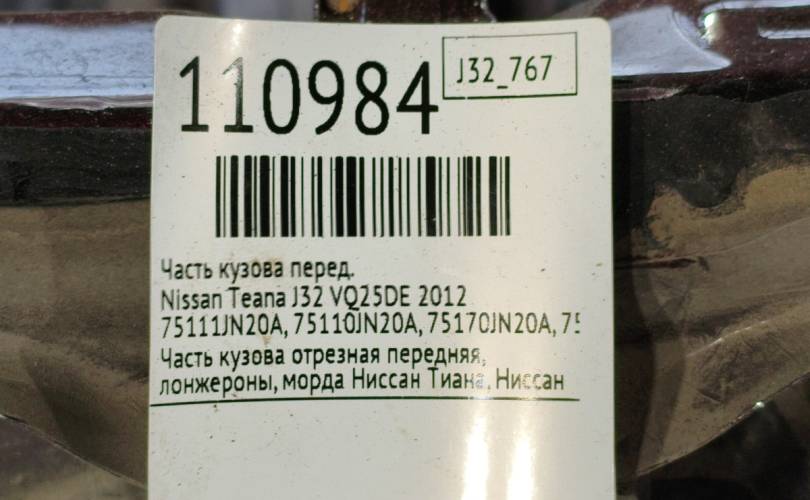 110984
J32_767
Часть кузова перед.
Nissan Teana J32 VQ25DE 2012
75111JN20A, 75110JN20A, 75170JN20A,
Часть кузова отрезная передняя,
лонжероны, морда Ниссан Тиана, Ниссан